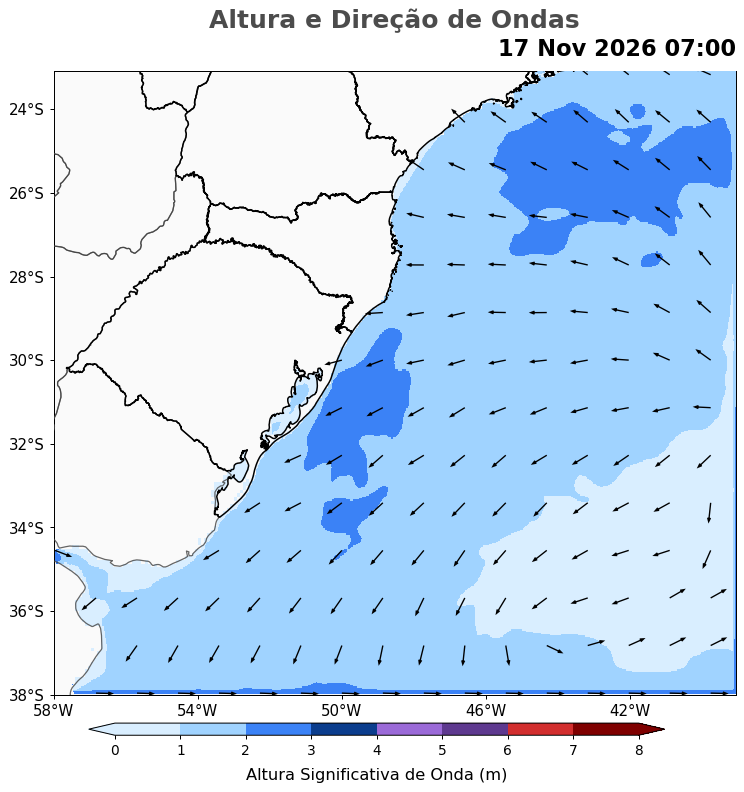 Altura e Direção de Ondas
17 Nov 2026 07:00
24°S
26°S
28°S
30°S
32°S
34°S
36°S
38°S
58°W 54°W 50°W 46°W 42°W
0 1 2 3 4 5 6 7 8
Altura Significativa de Onda (m)